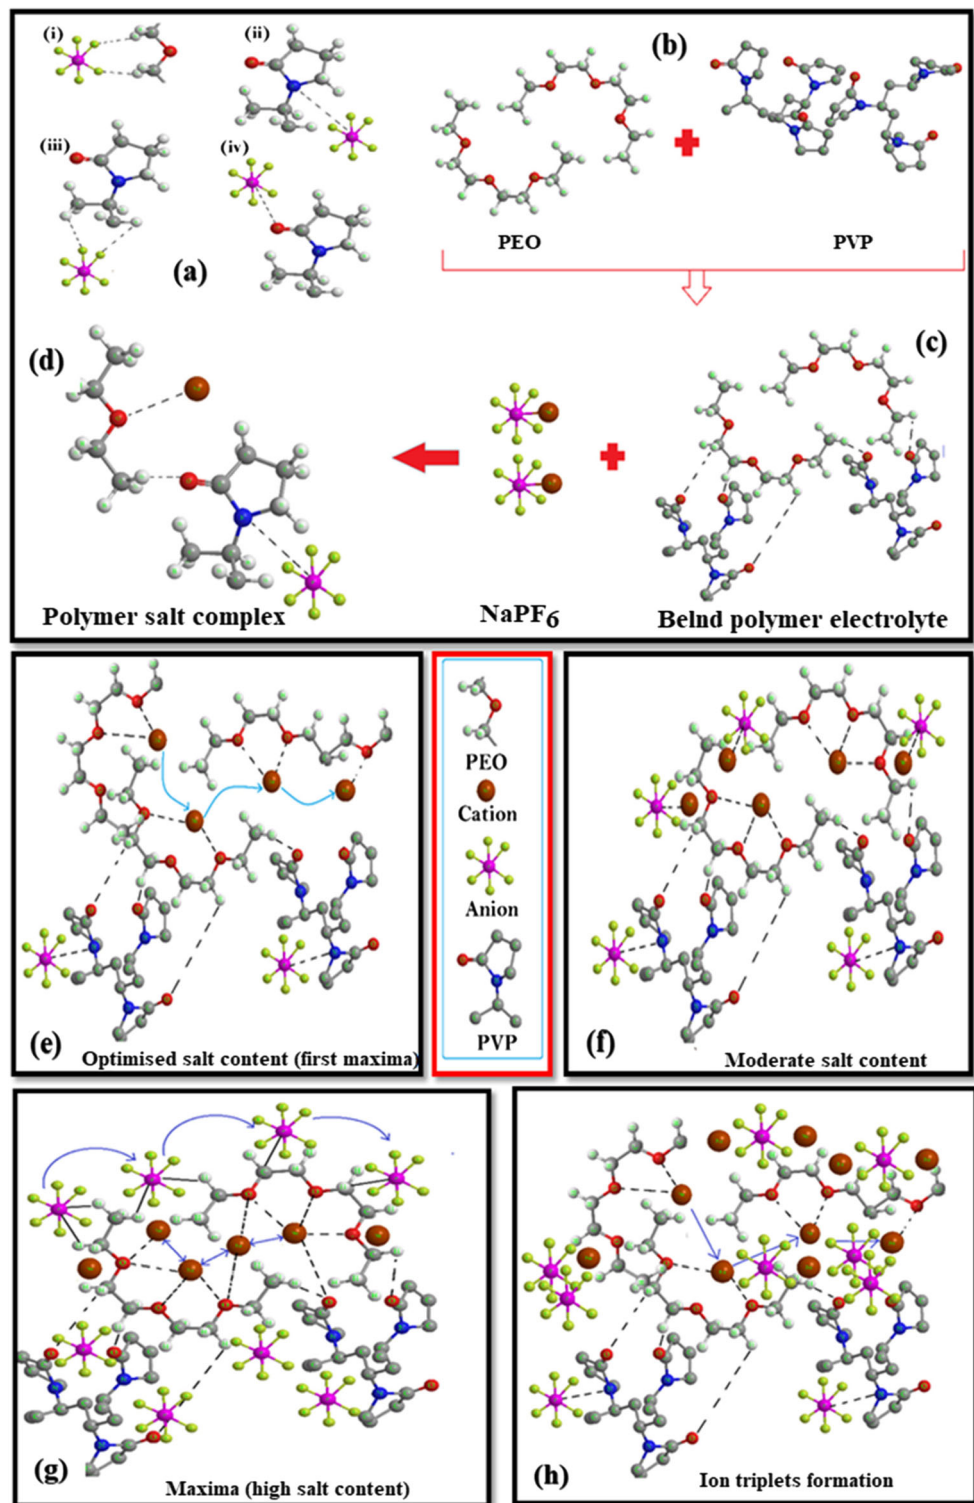 (i)
(ii)
(iii)
(iv)
(a)
(b)
PEO
PVP
(c)
(d)
Polymer salt complex
NaPF6
Belnd polymer electrolyte
(e)
Optimised salt content (first maxima)
PEO
Cation
Anion
PVP
(f)
Moderate salt content
(g)
Maxima (high salt content)
(h)
Ion triplets formation